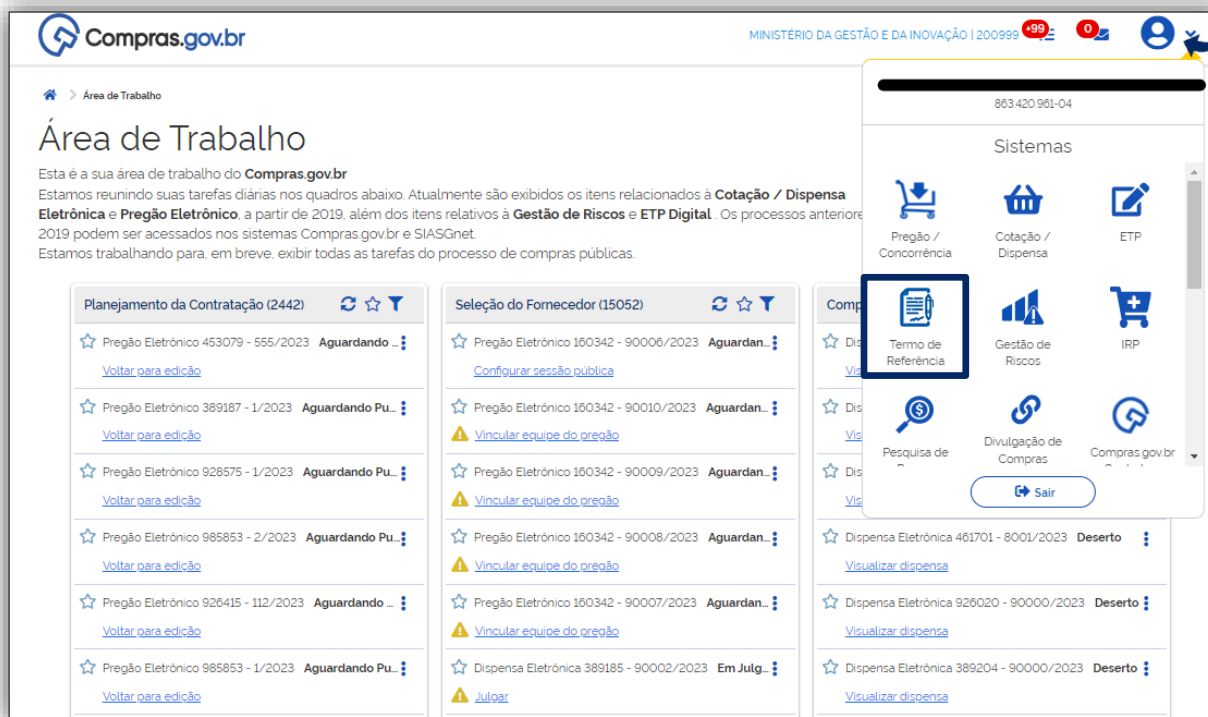 Compras.gov.br
MINISTÉRIO DA GESTÃO E DA INOVAÇÃO | 200999 +99 0
Área de Trabalho
Área de Trabalho
Esta é a sua área de trabalho do Compras.gov.br
Estamos reunindo suas tarefas diárias nos quadros abaixo. Atualmente são exibidos os itens relacionados à Cotação / Dispensa
Eletrônica e Pregão Eletrônico, a partir de 2019, além dos itens relativos à Gestão de Riscos e ETP Digital . Os processos anteriore
2019 podem ser acessados nos sistemas Compras.gov.br e SIASGnet.
Estamos trabalhando para, em breve, exibir todas as tarefas do processo de compras públicas.
863.420.961-04
Sistemas
Pregão /
Concorrência
Cotação /
Dispensa
ETP
Termo de
Referência
Gestão de
Riscos
IRP
Pesquisa de
Divulgação de
Compras
Compras.gov.br
Sair
Planejamento da Contratação (2442)
Pregão Eletrônico 453079 - 555/2023 Aguardando ...
Voltar para edição
Pregão Eletrônico 389187 - 1/2023 Aguardando Pu...
Voltar para edição
Pregão Eletrônico 928575 - 1/2023 Aguardando Pu...
Voltar para edição
Pregão Eletrônico 985853 - 2/2023 Aguardando Pu...
Voltar para edição
Pregão Eletrônico 926415 - 112/2023 Aguardando ...
Voltar para edição
Pregão Eletrônico 985853 - 1/2023 Aguardando Pu...
Voltar para edição
Seleção do Fornecedor (15052)
Pregão Eletrônico 160342 - 90006/2023 Aguardan...
Configurar sessão pública
Pregão Eletrônico 160342 - 90010/2023 Aguardan...
Vincular equipe do pregão
Pregão Eletrônico 160342 - 90009/2023 Aguardan...
Vincular equipe do pregão
Pregão Eletrônico 160342 - 90008/2023 Aguardan...
Vincular equipe do pregão
Pregão Eletrônico 160342 - 90007/2023 Aguardan...
Vincular equipe do pregão
Dispensa Eletrônica 389185 - 90002/2023 Em Julg...
Julgar
Comp
Dis
Vis
Dis
Vis
Dis
Vis
Dispensa Eletrônica 461701 - 8001/2023 Deserto
Visualizar dispensa
Dispensa Eletrônica 926020 - 90000/2023 Deserto
Visualizar dispensa
Dispensa Eletrônica 389204 - 90000/2023 Deserto
Visualizar dispensa